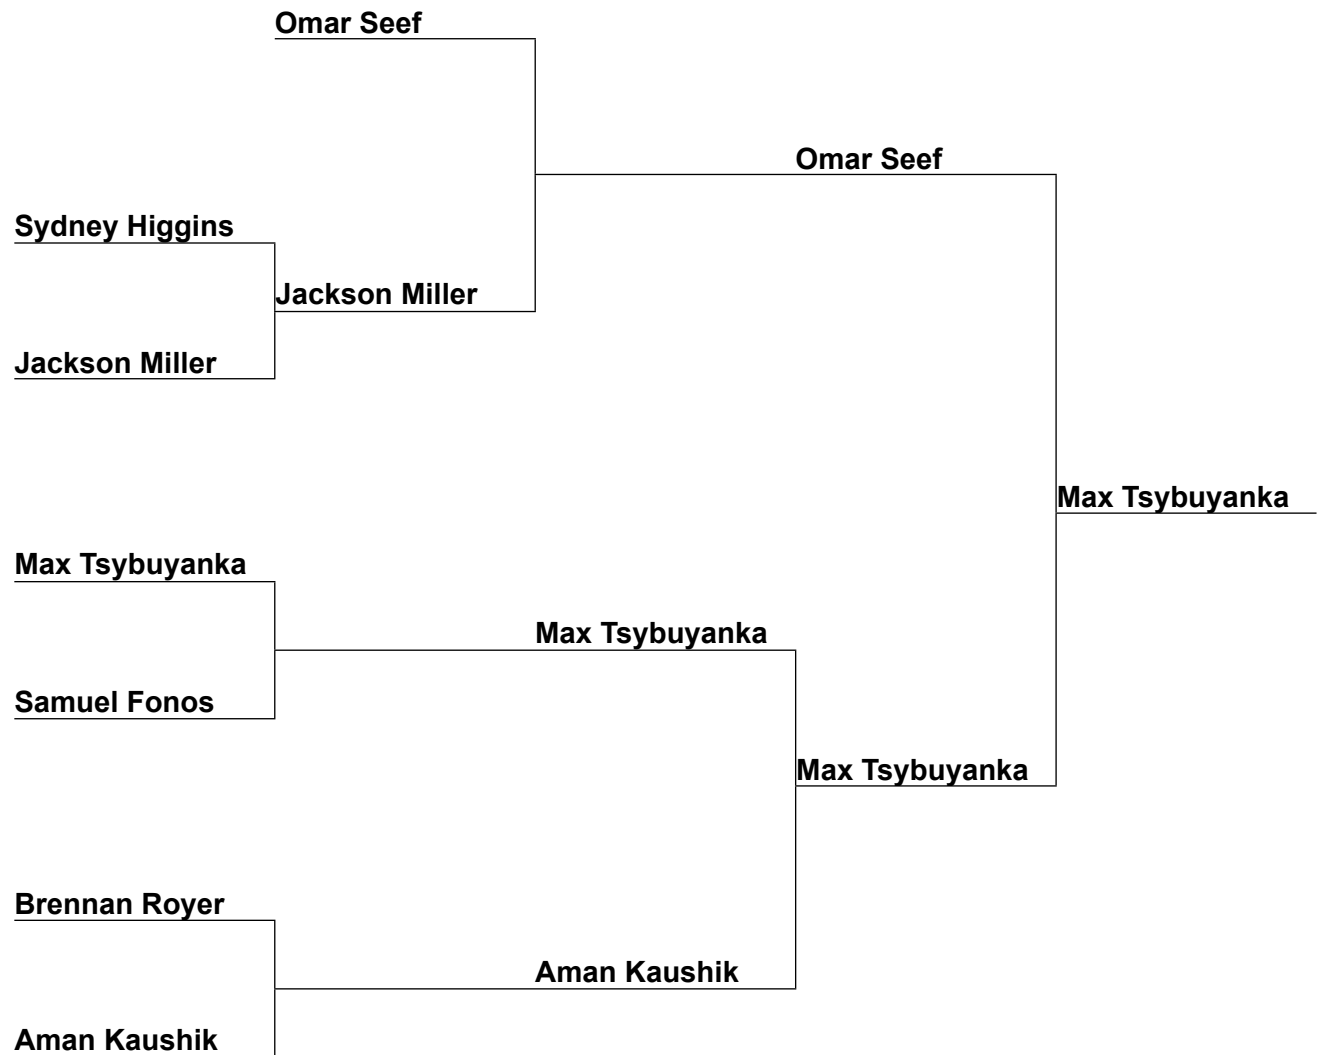 Omar Seef
Omar Seef
Sydney Higgins
Jackson Miller
Jackson Miller
Max Tsybuyanka
Max Tsybuyanka
Max Tsybuyanka
Samuel Fonos
Max Tsybuyanka
Brennan Royer
Aman Kaushik
Aman Kaushik